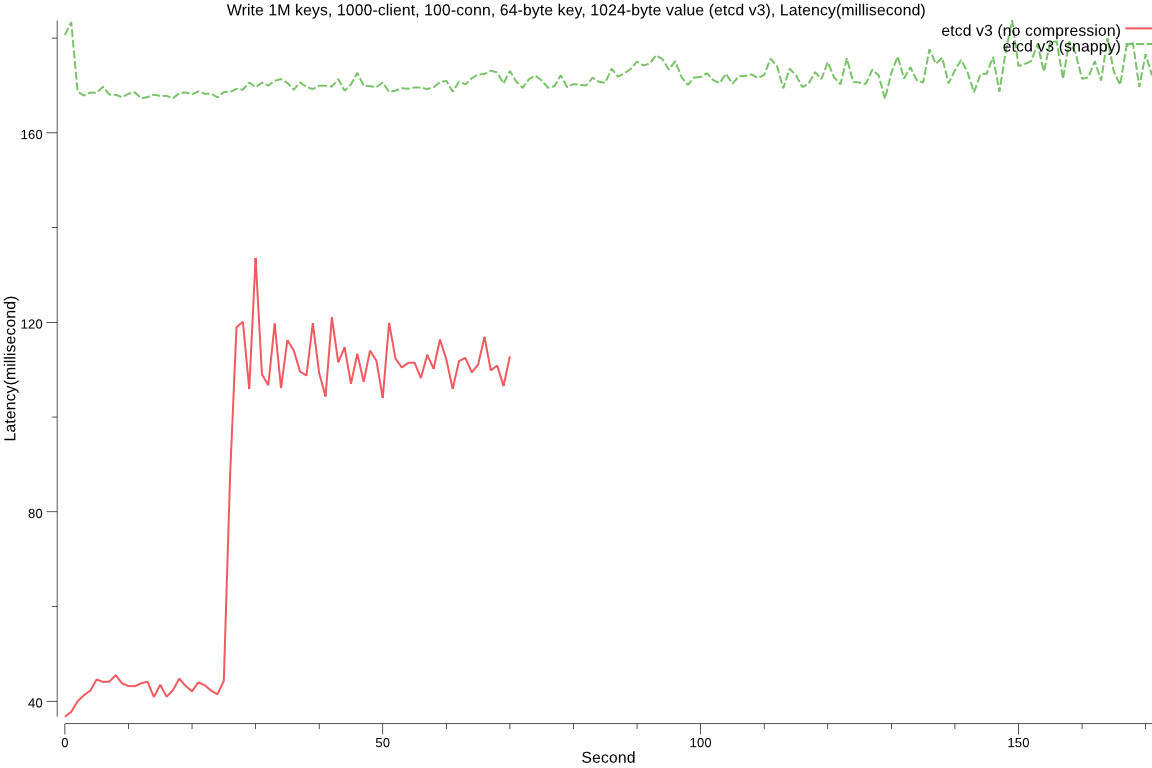 Write 1M keys, 1000-client, 100-conn, 64-byte key, 1024-byte value (etcd v3), Latency(millisecond)
etcd v3 (no compression)
etcd v3 (snappy)
160
120
80
40
Latency(millisecond)
0
50
100
150
Second